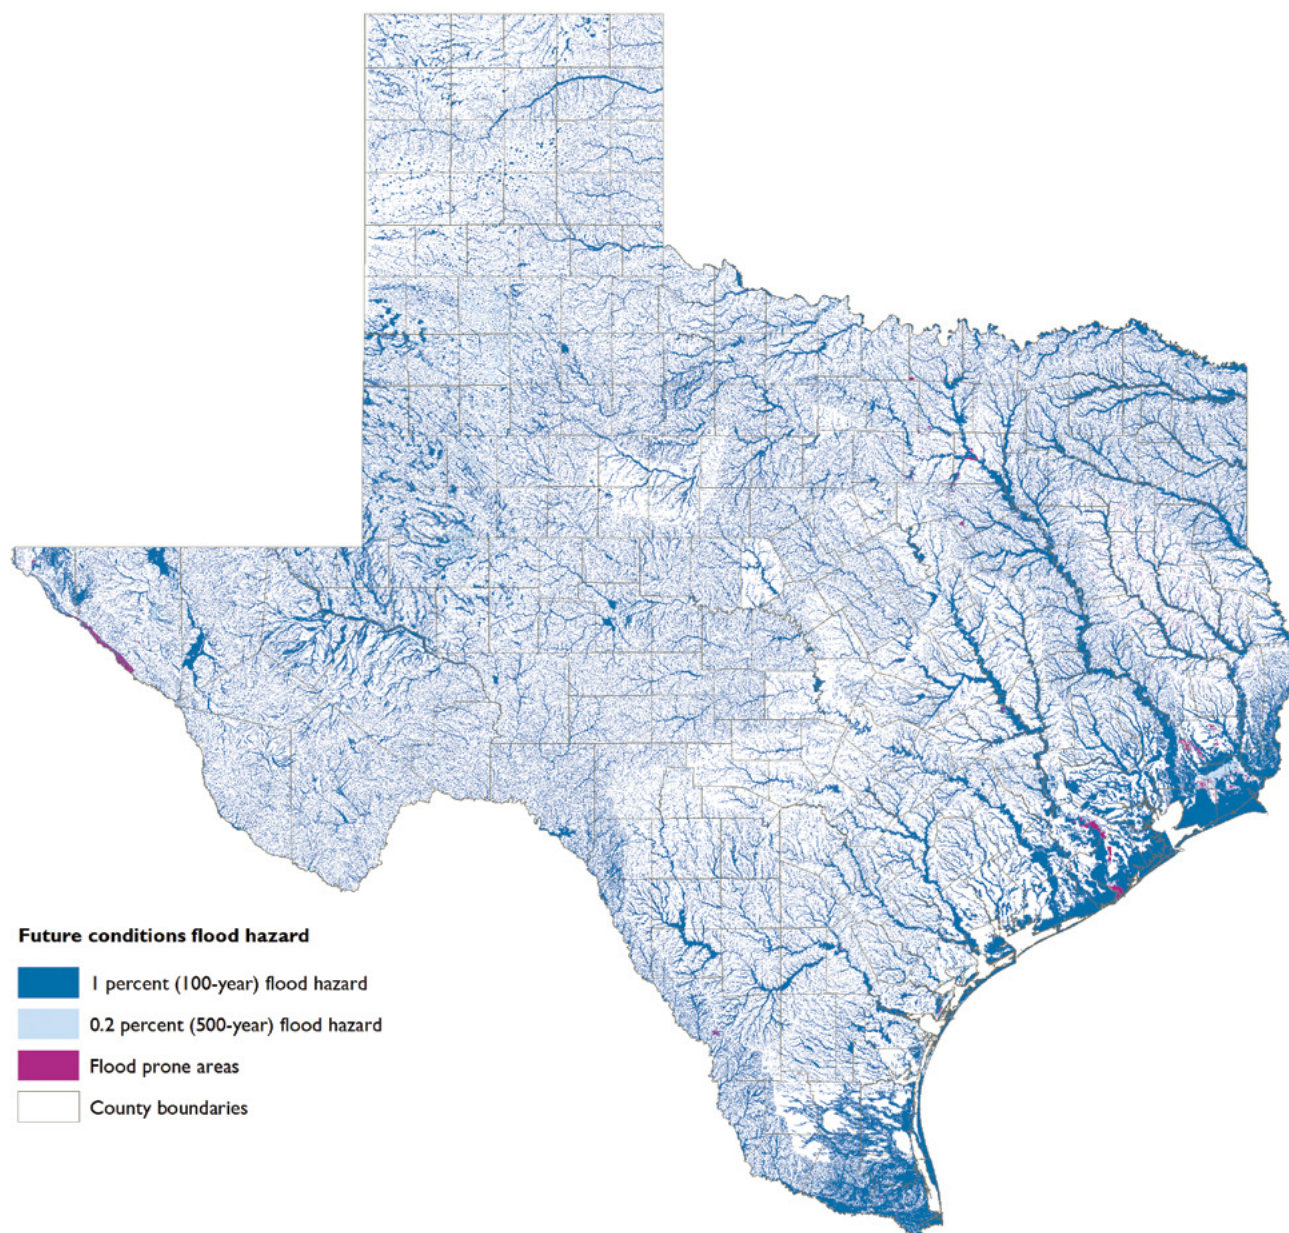 Future conditions flood hazard
1 percent (100-year) flood hazard
0.2 percent (500-year) flood hazard
Flood prone areas
County boundaries